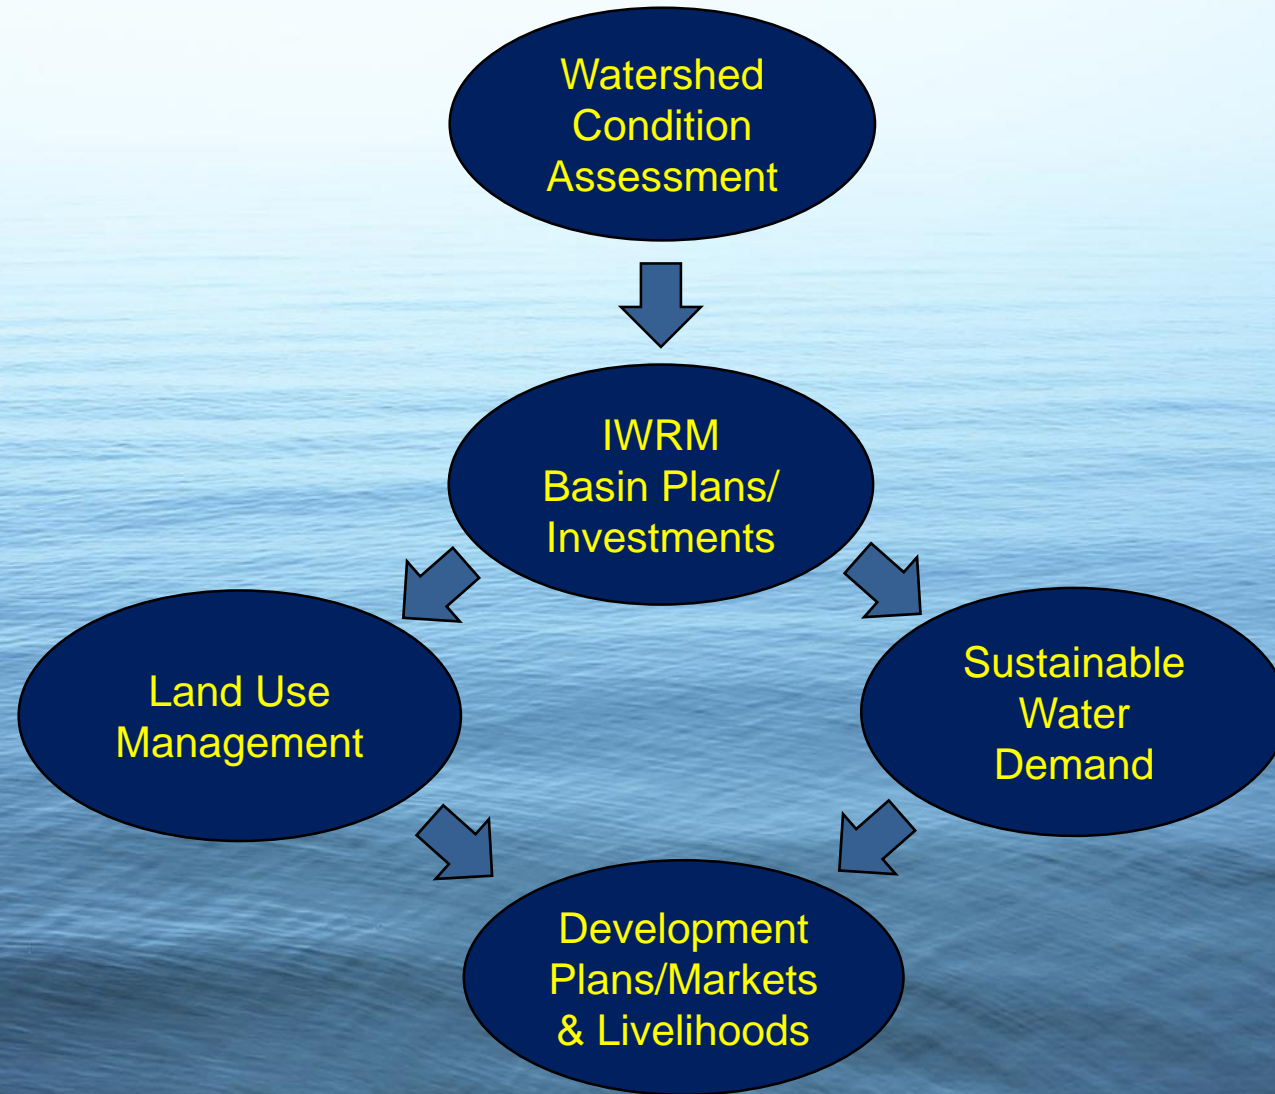 Watershed
Condition
Assessment
IWRM
Basin Plans/
Investments
Land Use
Management
Sustainable
Water
Demand
Development
Plans/Markets
& Livelihoods